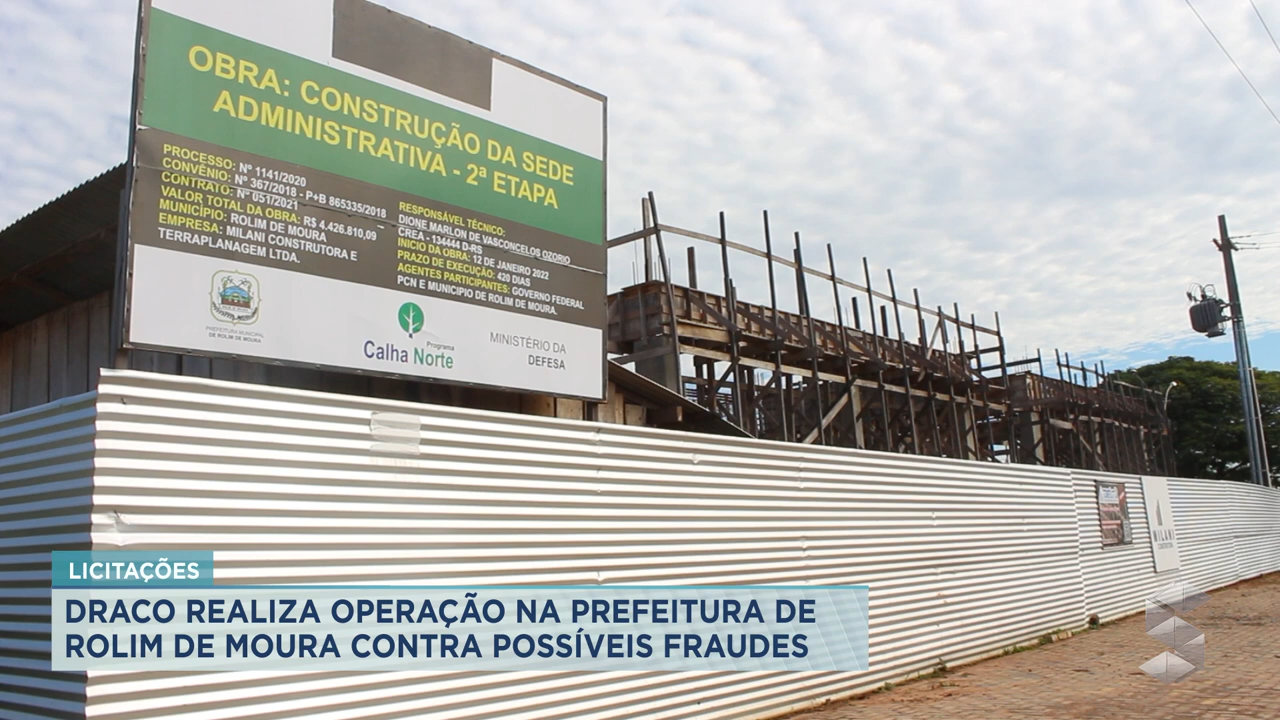 OBRA: CONSTRUÇÃO DA SEDE
ADMINISTRATIVA - 2ª ETAPA
PROCESSO: Nº 1141/2020
CONVÊNIO: Nº 367/2018 - P+B 865335/2018
CONTRATO: Nº 051/2021
VALOR TOTAL DA OBRA: R$ 4.426.810,09
MUNICÍPIO: ROLIM DE MOURA
EMPRESA: MILANI CONSTRUTORA E
TERRAPLANAGEM LTDA.
RESPONSÁVEL TÉCNICO:
DIONE MARLON DE VASCONCELOS OZORIO
CREA - 134444 D-RS
INICIO DA OBRA: 12 DE JANEIRO 2022
PRAZO DE EXECUÇÃO: 420 DIAS
AGENTES PARTICIPANTES: GOVERNO FEDERAL
PCN E MUNICIPIO DE ROLIM DE MOURA.
PREFEITURA MUNICIPAL
DE ROLIM DE MOURA
Programa
Calha Norte
MINISTÉRIO DA
DEFESA
MILANI
LICITAÇÕES
DRACO REALIZA OPERAÇÃO NA PREFEITURA DE
ROLIM DE MOURA CONTRA POSSÍVEIS FRAUDES